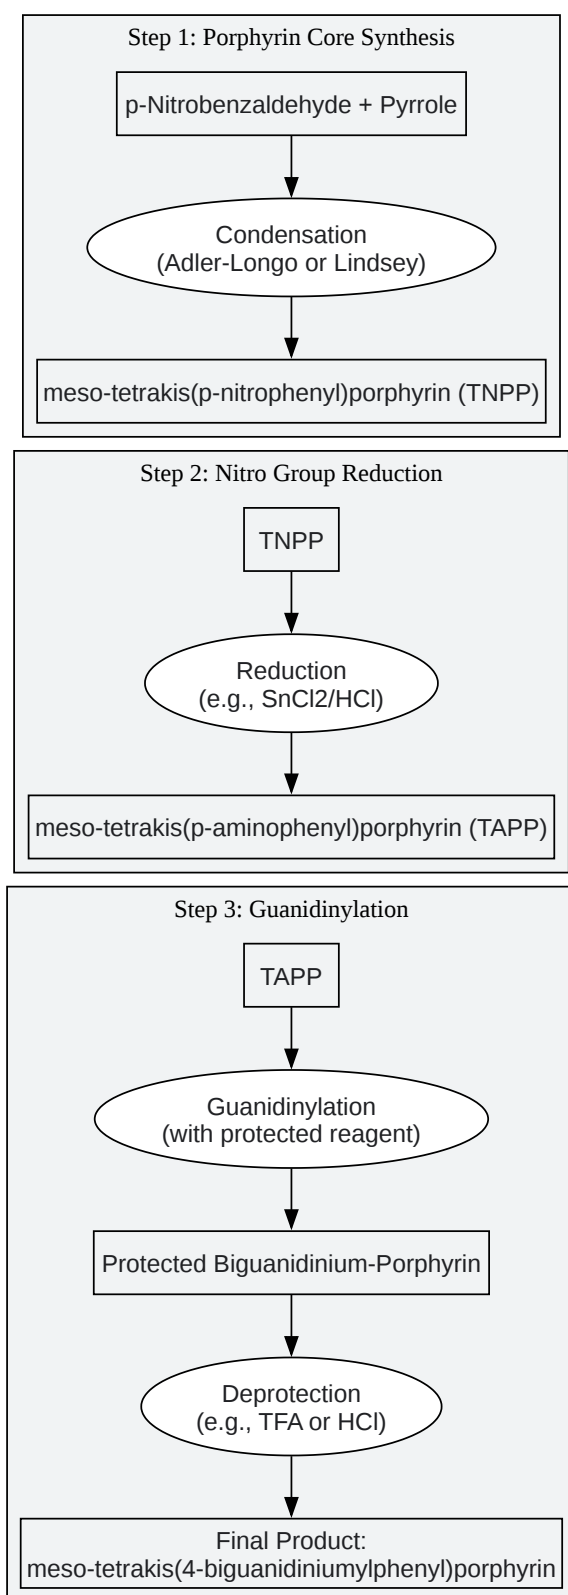 Step 1: Porphyrin Core Synthesis
p-Nitrobenzaldehyde + Pyrrole
Condensation
(Adler-Longo or Lindsey)
meso-tetrakis(p-nitrophenyl)porphyrin (TNPP)
Step 2: Nitro Group Reduction
TNPP
Reduction
(e.g., SnCl2/HCl)
meso-tetrakis(p-aminophenyl)porphyrin (TAPP)
Step 3: Guanidinylation
TAPP
Guanidinylation
(with protected reagent)
Protected Biguanidinium-Porphyrin
Deprotection
(e.g., TFA or HCl)
Final Product:
meso-tetrakis(4-biguanidiniumylphenyl)porphyrin